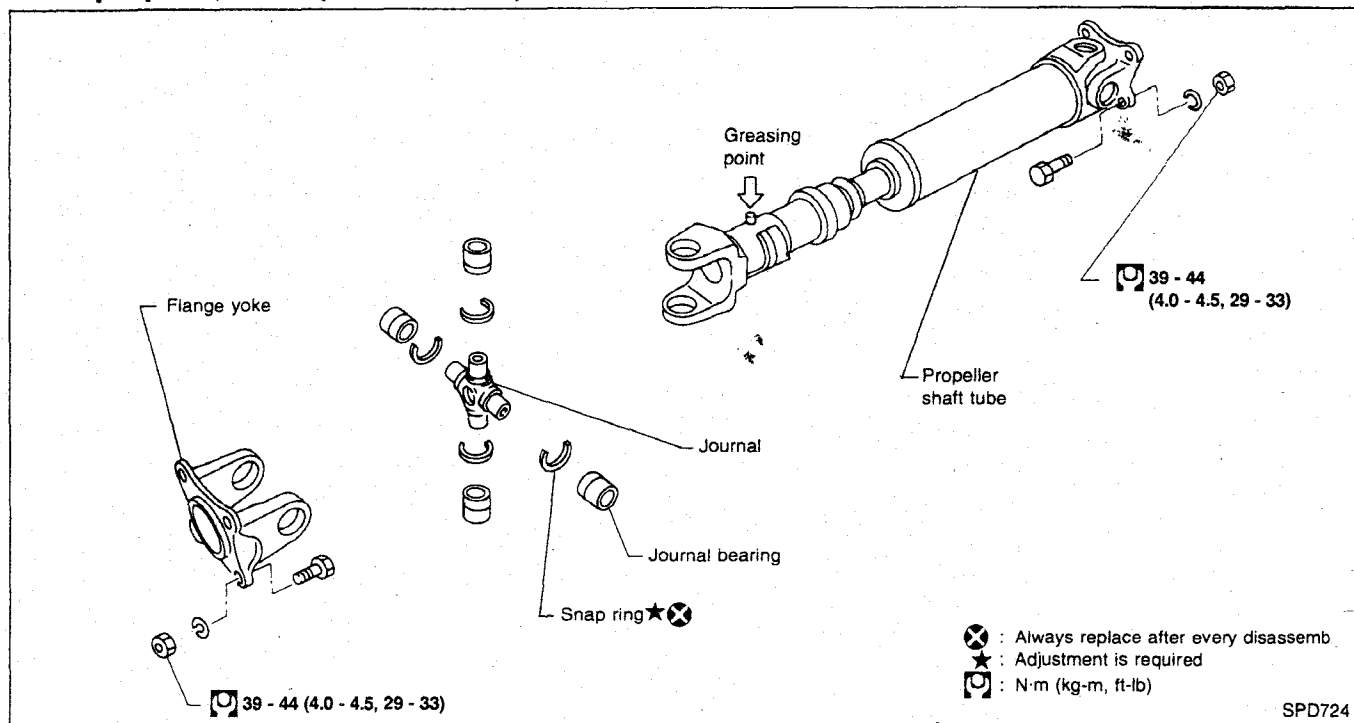 Greasing
point
Flange yoke
39 - 44
(4.0 - 4.5, 29 - 33)
Propeller
shaft tube
Journal
Journal bearing
Snap ring★
: Always replace after every disassemb
★ : Adjustment is required
: N·m (kg-m, ft-lb)
39 - 44 (4.0 - 4.5, 29 - 33)
SPD724